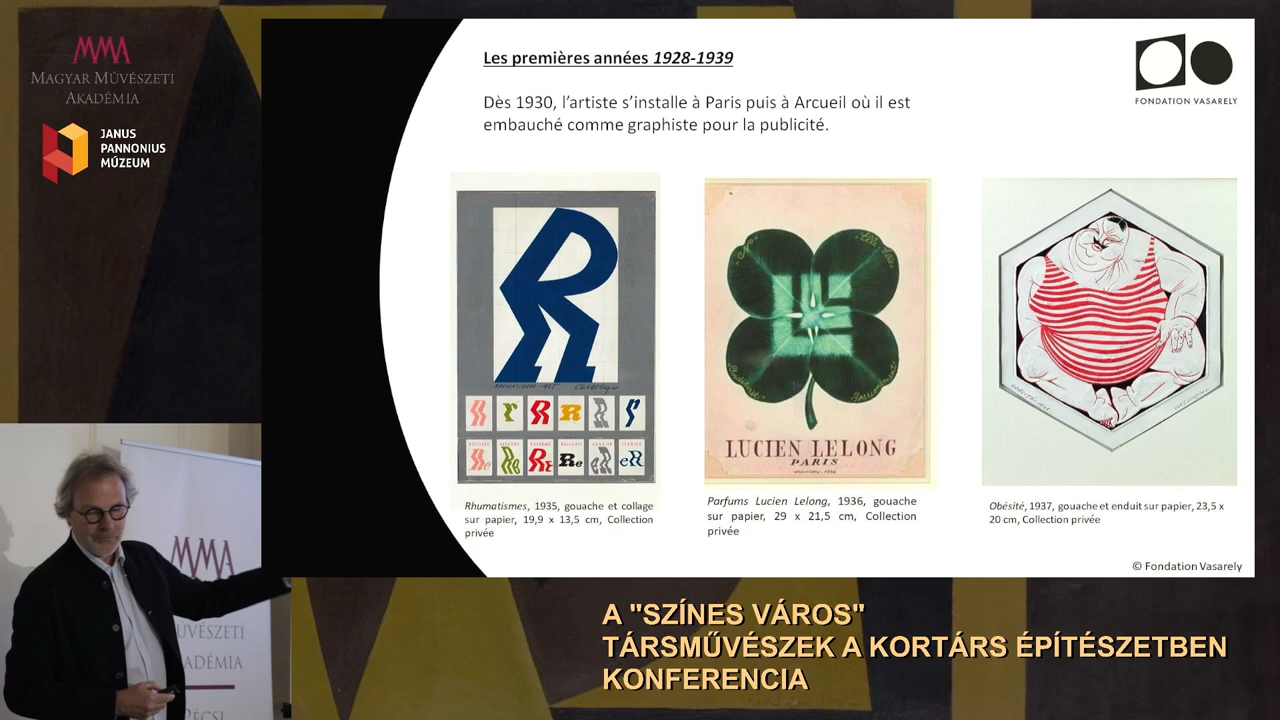 MMA
MAGYAR MŰVÉSZETI
AKADÉMIA
JANUS
PANNONIUS
MÚZEUM
Les premières années 1928-1939
Dès 1930, l’artiste s’installe à Paris puis à Arcueil où il est
embauché comme graphiste pour la publicité.
FONDATION VASARELY
LUCIEN LELONG
PARIS
Rhumatismes, 1935, gouache et collage
sur papier, 19,9 x 13,5 cm, Collection
privée
Parfums Lucien Lelong, 1936, gouache
sur papier, 29 x 21,5 cm, Collection
privée
Obésité, 1937, gouache et enduit sur papier, 23,5 x
20 cm, Collection privée
© Fondation Vasarely
MMA
MŰVÉSZETI
AKADÉMIA
PÉCSI
A "SZÍNES VÁROS"
TÁRSMŰVÉSZEK A KORTÁRS ÉPÍTÉSZETBEN
KONFERENCIA